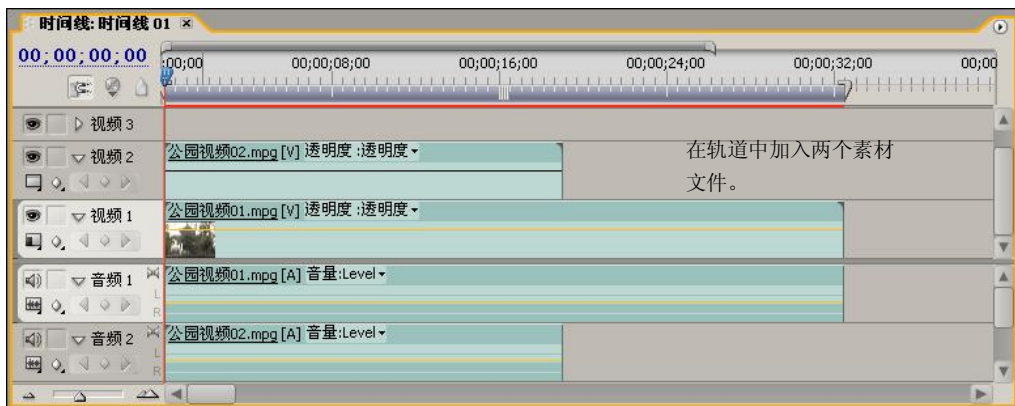 时间线: 时间线 01
00;00;00;00
:00;00 00;00;08;00 00;00;16;00 00;00;24;00 00;00;32;00 00;00
视频 3
视频 2
公园视频02.mpg [V] 透明度:透明度
在轨道中加入两个素材
文件。
视频 1
公园视频01.mpg [V] 透明度:透明度
音频 1
公园视频01.mpg [A] 音量:Level
L
R
音频 2
公园视频02.mpg [A] 音量:Level
L
R